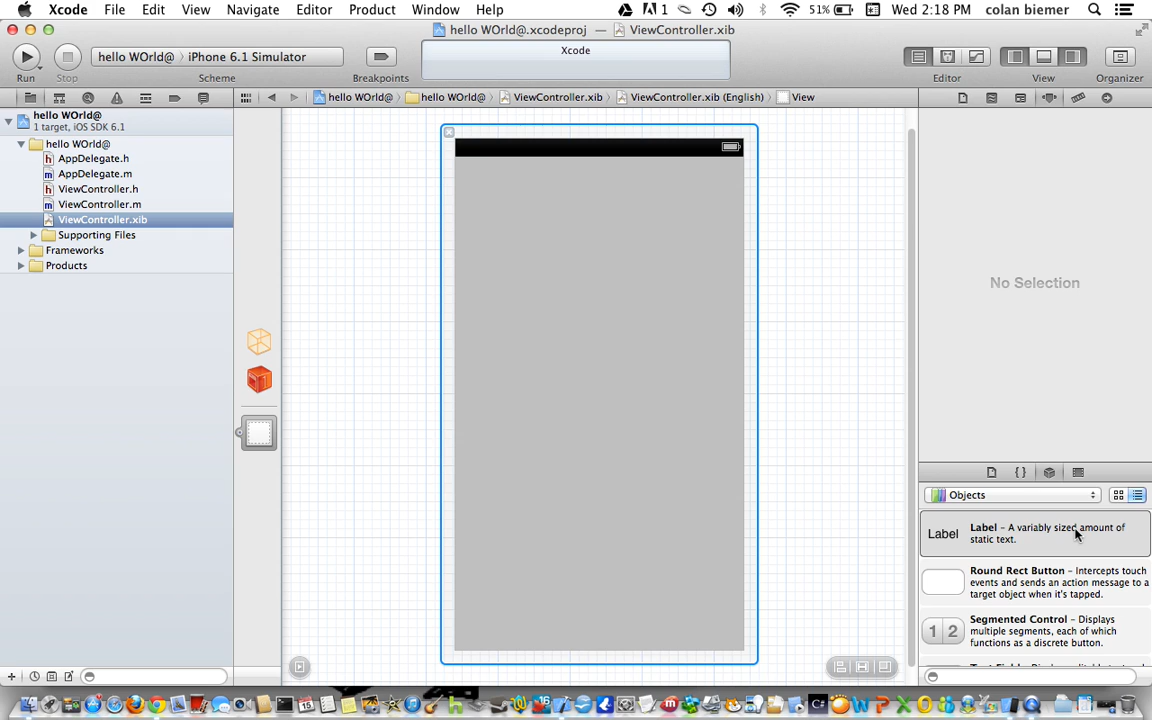 Xcode File Edit View Navigate Editor Product Window Help 1 51% Wed 2:18 PM colan biemer
hello WOrld@.xcodeproj — ViewController.xib
hello WOrld@ iPhone 6.1 Simulator
Xcode
Run Stop Scheme Breakpoints Editor View Organizer
hello WOrld@ hello WOrld@ ViewController.xib ViewController.xib (English) View
hello WOrld@
1 target, iOS SDK 6.1
hello WOrld@
AppDelegate.h
AppDelegate.m
ViewController.h
ViewController.m
ViewController.xib
Supporting Files
Frameworks
Products
No Selection
Objects
Label
Label – A variably sized amount of
static text.
Round Rect Button – Intercepts touch
events and sends an action message to a
target object when it's tapped.
1 2
Segmented Control – Displays
multiple segments, each of which
functions as a discrete button.